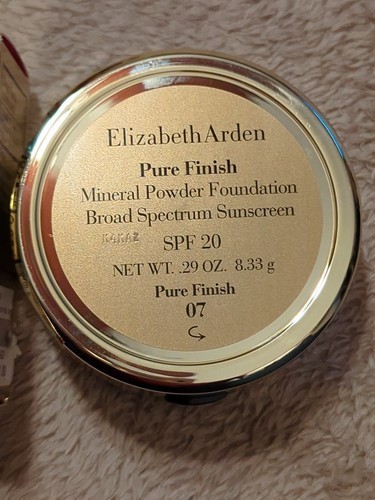 Elizabeth Arden
Pure Finish
Mineral Powder Foundation
Broad Spectrum Sunscreen
SPF 20
NET WT. .29 OZ. 8.33 g
Pure Finish
07